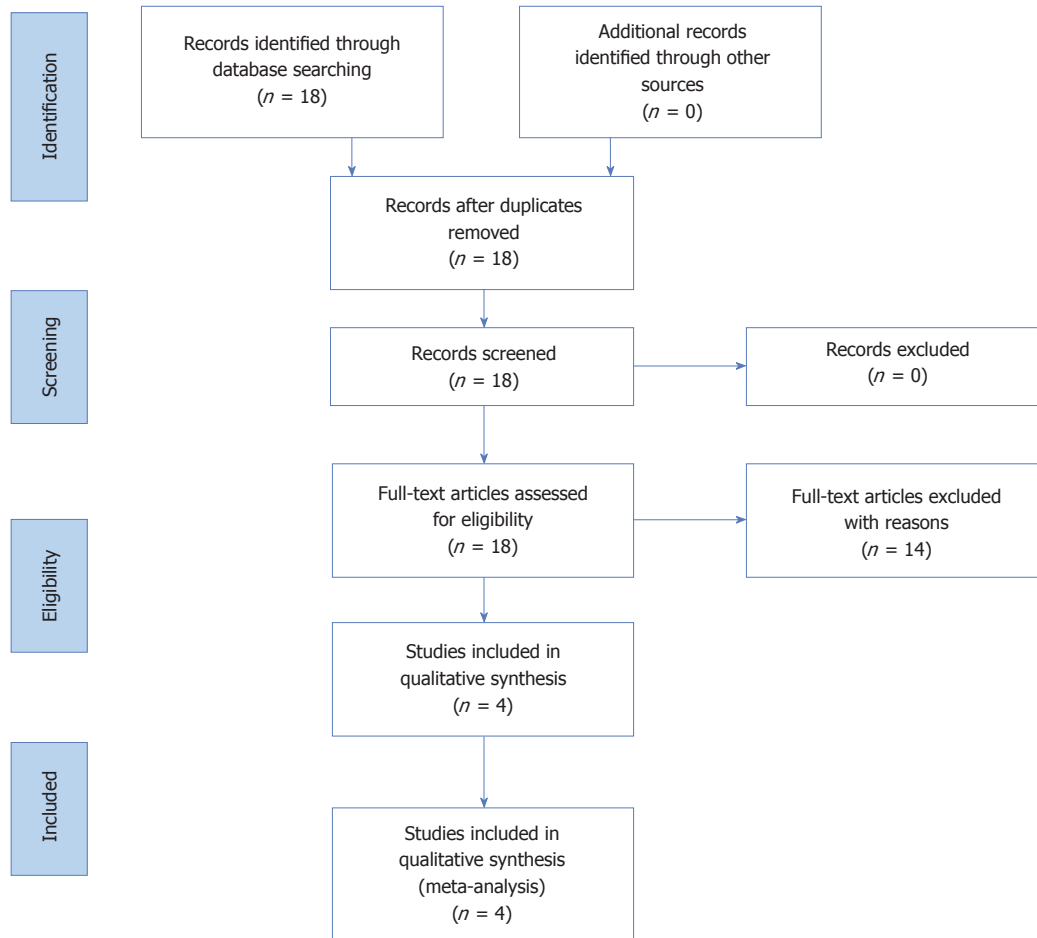 Identification
Records identified through
database searching
(n = 18)
Additional records
identified through other
sources
(n = 0)
Records after duplicates
removed
(n = 18)
Screening
Records screened
(n = 18)
Records excluded
(n = 0)
Eligibility
Full-text articles assessed
for eligibility
(n = 18)
Full-text articles excluded
with reasons
(n = 14)
Studies included in
qualitative synthesis
(n = 4)
Included
Studies included in
qualitative synthesis
(meta-analysis)
(n = 4)